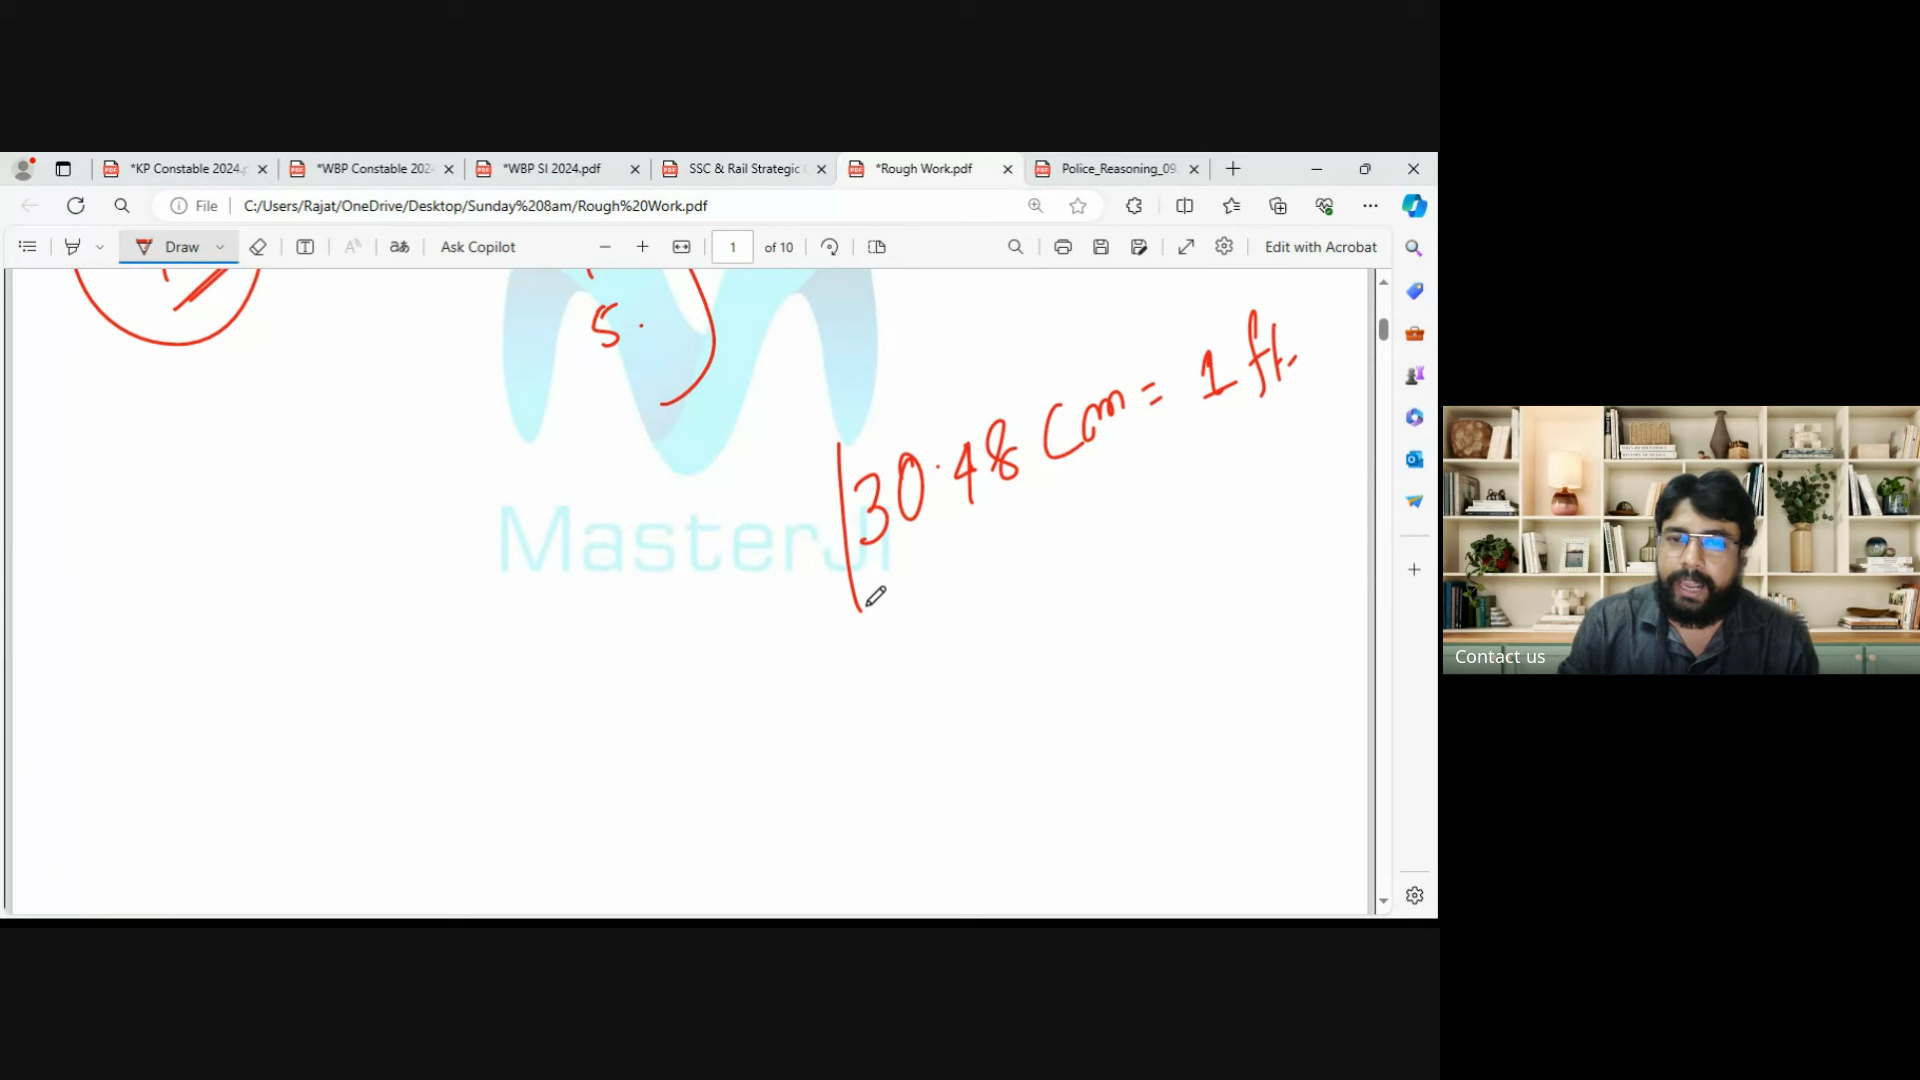 *KP Constable 2024.p
*WBP Constable 202
*WBP SI 2024.pdf
SSC & Rail Strategic
*Rough Work.pdf
Police_Reasoning_09.
File
C:/Users/Rajat/OneDrive/Desktop/Sunday%208am/Rough%20Work.pdf
Draw
Ask Copilot
1
of 10
Edit with Acrobat
5.
30.48 Cm = 1 ft.
MasterJi
Contact us